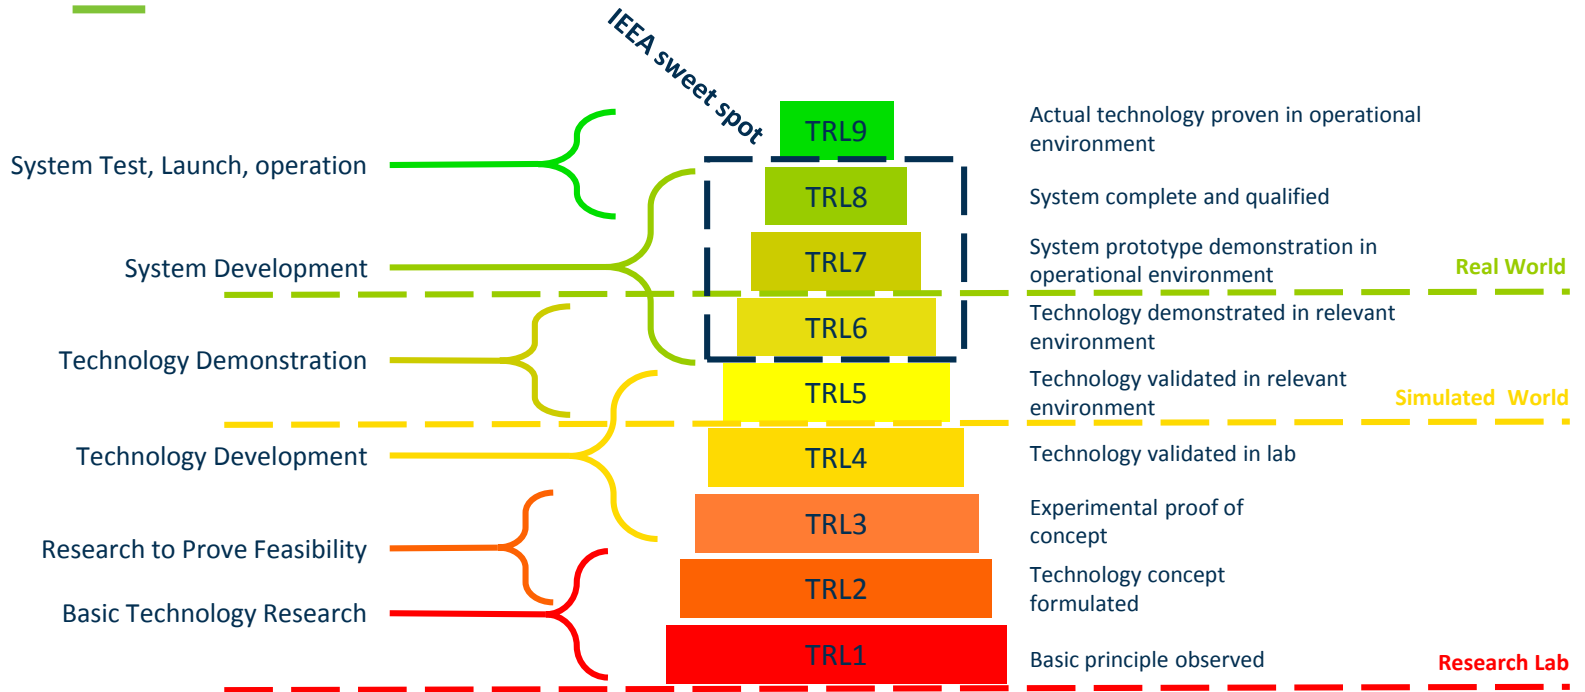 IEEA sweet spot
TRL9
Actual technology proven in operational
environment
System Test, Launch, operation
TRL8
System complete and qualified
System Development
TRL7
System prototype demonstration in
operational environment
Real World
TRL6
Technology demonstrated in relevant
environment
Technology Demonstration
TRL5
Technology validated in relevant
environment
Simulated World
Technology Development
TRL4
Technology validated in lab
TRL3
Experimental proof of
concept
Research to Prove Feasibility
TRL2
Technology concept
formulated
Basic Technology Research
TRL1
Basic principle observed
Research Lab